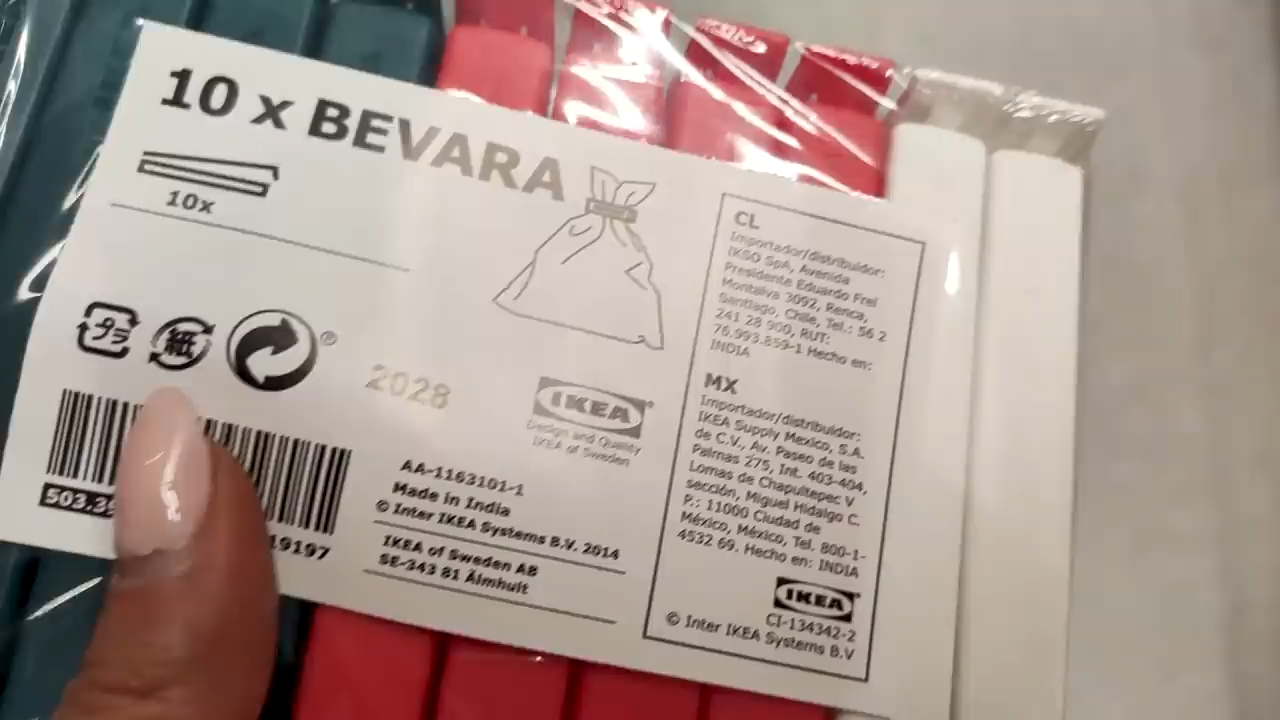 10 x BEVARA
10x
プラ
紙
®
2028
IKEA®
Design and Quality
IKEA of Sweden
503.39
19197
AA-1163101-1
Made in India
© Inter IKEA Systems B.V. 2014
IKEA of Sweden AB
SE-343 81 Älmhult
CL
Importador/distribuidor:
IKSO SpA, Avenida
Presidente Eduardo Frei
Montalva 3092, Renca,
Santiago, Chile, Tel.: 56 2
241 28 900, RUT:
76.993.859-1 Hecho en:
INDIA
MX
Importador/distribuidor:
IKEA Supply Mexico, S.A.
de C.V., Av. Paseo de las
Palmas 275, Int. 403-404,
Lomas de Chapultepec V
sección, Miguel Hidalgo C.
P.: 11000 Ciudad de
México, México, Tel. 800-1-
4532 69. Hecho en: INDIA
IKEA®
CI-134342-2
© Inter IKEA Systems B.V